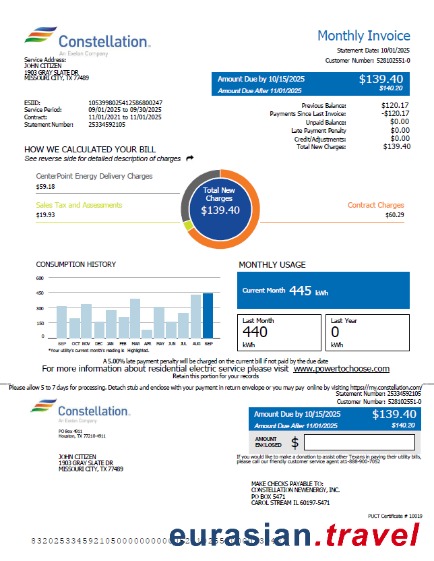 Constellation.
An Exelon Company
Monthly Invoice
Statement Date: 10/01/2025
Customer Number: 528102551-0
Service Address:
JOHN CITIZEN
1903 GRAY SLATE DR
MISSOURI CITY, TX 77489
Amount Due by 10/15/2025 $139.40
Amount Due After 11/01/2025 $140.20
ESIID: 1053998025412586800247
Service Period: 09/01/2025 to 09/30/2025
Contract: 11/01/2021 to 11/01/2025
Statement Number: 25334592105
Previous Balance: $120.17
Payments Since Last Invoice: -$120.17
Unpaid Balance: $0.00
Late Payment Penalty $0.00
Credit/Adjustments: $0.00
Total New Charges: $139.40
HOW WE CALCULATED YOUR BILL
See reverse side for detailed description of charges
CenterPoint Energy Delivery Charges
$59.18
Sales Tax and Assessments
$19.93
Total New
Charges
$139.40
Contract Charges
$60.29
CONSUMPTION HISTORY
600
450
300
150
0
SEP OCT NOV DEC JAN FEB MAR APR MAY JUN JUL AUG SEP
*Your utility's current month's reading is Highlighted.
MONTHLY USAGE
Current Month 445 kWh
Last Month
440
kWh
Last Year
0
kWh
A 5.00% late payment penalty will be charged on the current bill if not paid by the due date
For more information about residential electric service please visit www.powertochoose.com
Retain this portion for your records
Please allow 5 to 7 days for processing. Detach stub and enclose with your payment in return envelope or you may pay online by visiting https://my.constellation.com/
Statement Number 25334592105
Customer Number: 528102551-0
Constellation.
An Exelon Company
PO Box 4911
Houston, TX 77210-4911
Amount Due by 10/15/2025 $139.40
Amount Due After 11/01/2025 $140.20
AMOUNT
ENCLOSED
$
If you would like to make a donation to assist other Texans in paying their utility bills,
please call our friendly customer service agent at1-888-900-7052
JOHN CITIZEN
1903 GRAY SLATE DR
MISSOURI CITY, TX 77489
MAKE CHECKS PAYABLE TO:
CONSTELLATION NEWENERGY, INC.
PO BOX 5471
CAROL STREAM IL 60197-5471
PUCT Certificate # 10019
eurasian.travel